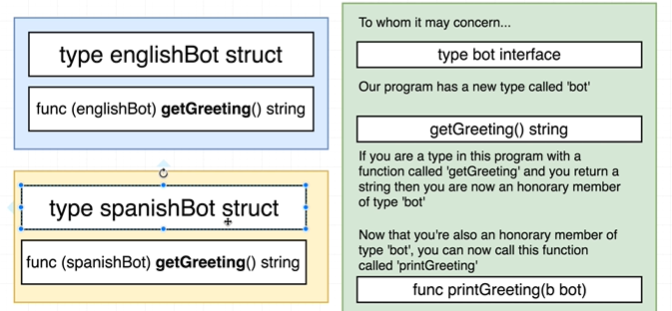 type englishBot struct
func (englishBot) getGreeting() string
type spanishBot struct
func (spanishBot) getGreeting() string
To whom it may concern...
type bot interface
Our program has a new type called 'bot'
getGreeting() string
If you are a type in this program with a
function called 'getGreeting' and you return a
string then you are now an honorary member
of type 'bot'
Now that you're also an honorary member of
type 'bot', you can now call this function
called 'printGreeting'
func printGreeting(b bot)